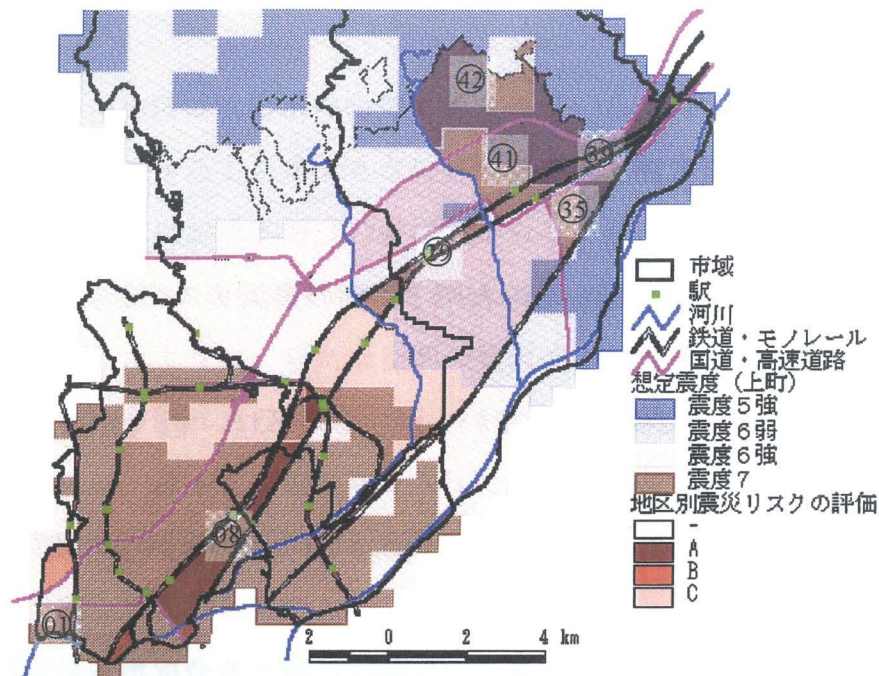 ㊷
㊶
35
29
08
01
市域
駅
河川
鉄道・モノレール
国道・高速道路
想定震度(上町)
震度5強
震度6弱
震度6強
震度7
地区別震災リスクの評価
-
A
B
C
2 0 2 4 km